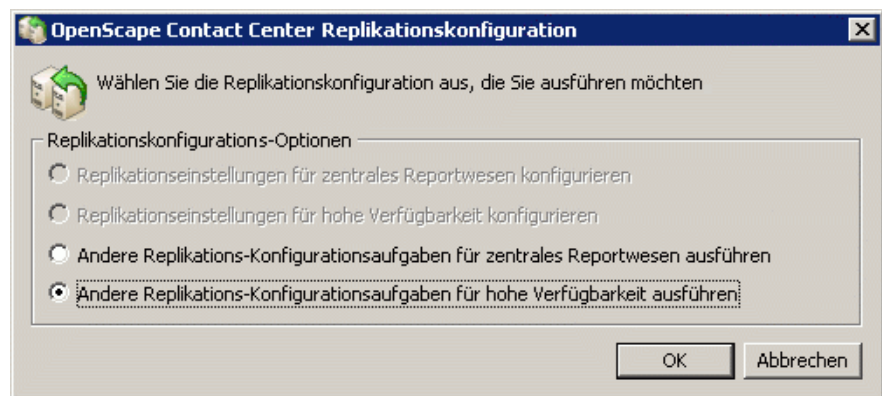 OpenScape Contact Center Replikationskonfiguration
Wählen Sie die Replikationskonfiguration aus, die Sie ausführen möchten
Replikationskonfigurations-Optionen
Replikationseinstellungen für zentrales Reportwesen konfigurieren
Replikationseinstellungen für hohe Verfügbarkeit konfigurieren
Andere Replikations-Konfigurationsaufgaben für zentrales Reportwesen ausführen
Andere Replikations-Konfigurationsaufgaben für hohe Verfügbarkeit ausführen
OK Abbrechen